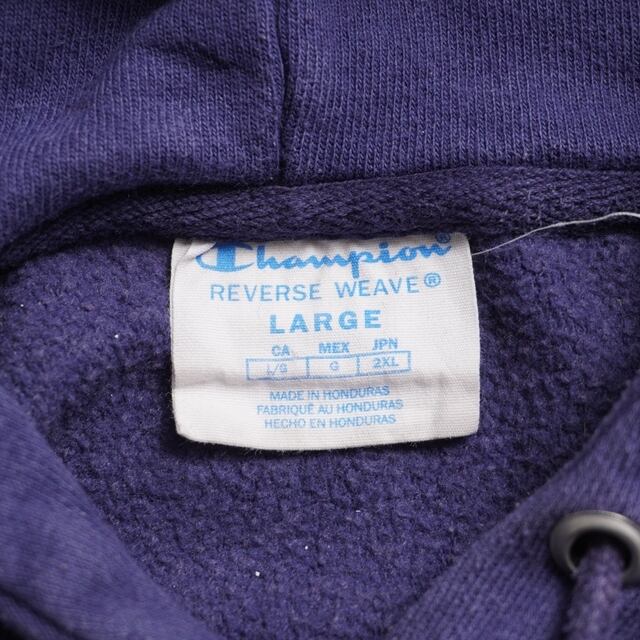 Champion
REVERSE WEAVE®
LARGE
CA MEX JPN
L/G G 2XL
MADE IN HONDURAS
FABRIQUÉ AU HONDURAS
HECHO EN HONDURAS